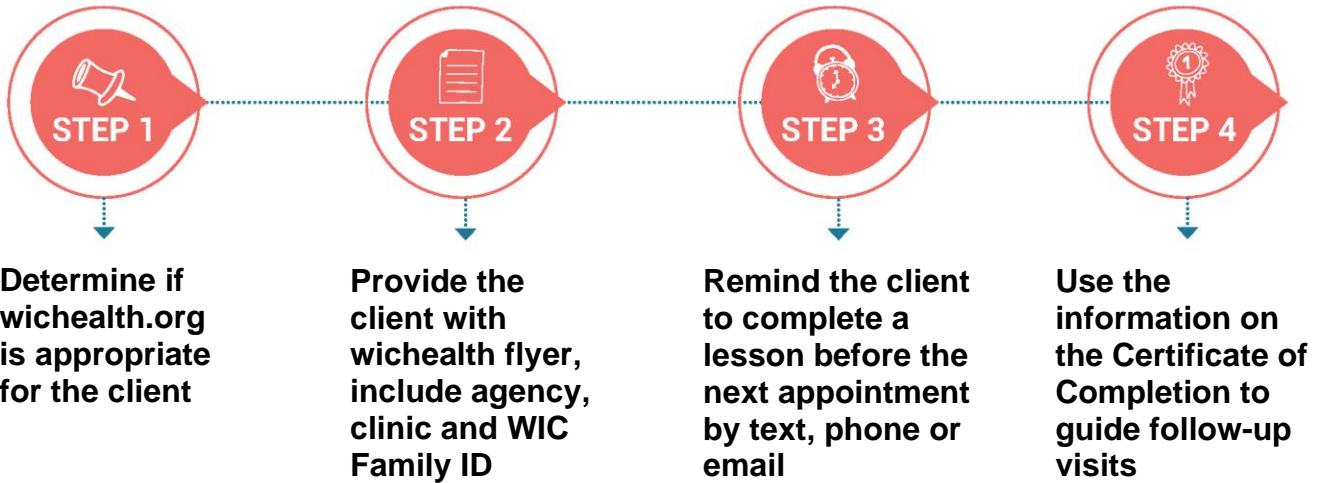 STEP 1
STEP 2
STEP 3
1
STEP 4
Determine if
wichealth.org
is appropriate
for the client
Provide the
client with
wichealth flyer,
include agency,
clinic and WIC
Family ID
Remind the client
to complete a
lesson before the
next appointment
by text, phone or
email
Use the
information on
the Certificate of
Completion to
guide follow-up
visits